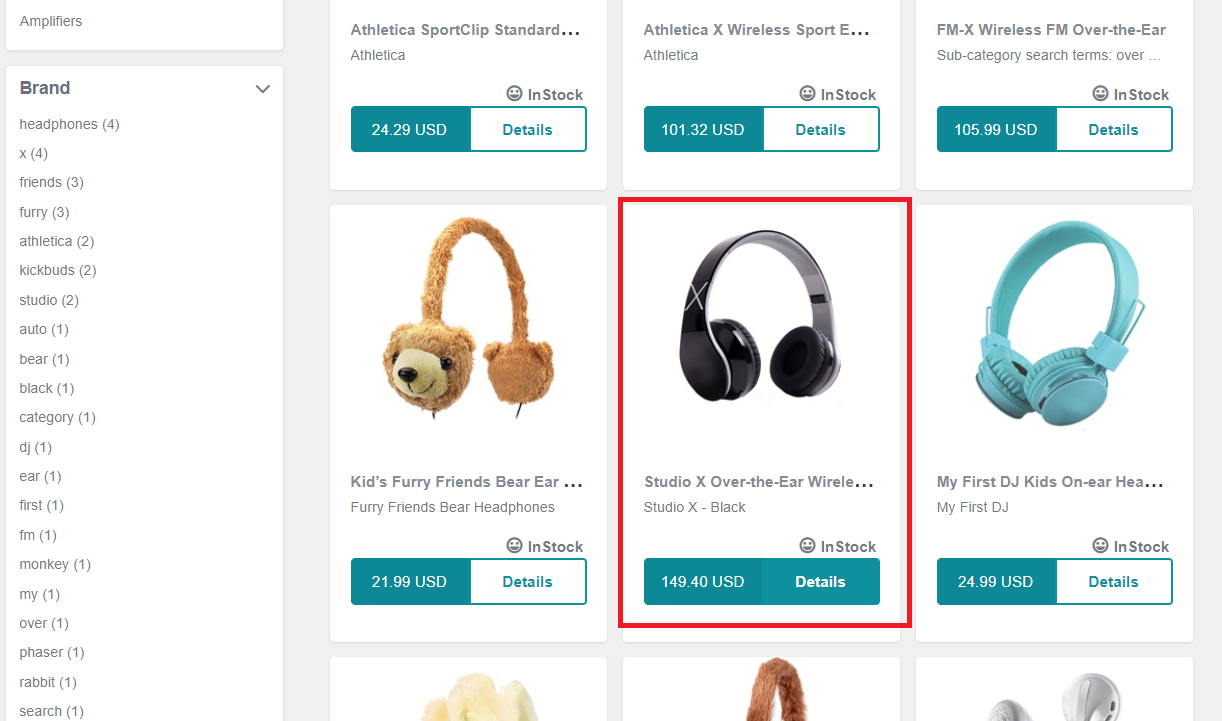 Amplifiers
Brand
headphones (4)
x (4)
friends (3)
furry (3)
athletica (2)
kickbuds (2)
studio (2)
auto (1)
bear (1)
black (1)
category (1)
dj (1)
ear (1)
first (1)
fm (1)
monkey (1)
my (1)
over (1)
phaser (1)
rabbit (1)
search (1)
Athletica SportClip Standard...
Athletica
InStock
24.29 USD Details
Athletica X Wireless Sport E...
Athletica
InStock
101.32 USD Details
FM-X Wireless FM Over-the-Ear
Sub-category search terms: over ...
InStock
105.99 USD Details
Kid’s Furry Friends Bear Ear ...
Furry Friends Bear Headphones
InStock
21.99 USD Details
X
Studio X Over-the-Ear Wirele...
Studio X - Black
InStock
149.40 USD Details
My First DJ Kids On-ear Hea...
My First DJ
InStock
24.99 USD Details